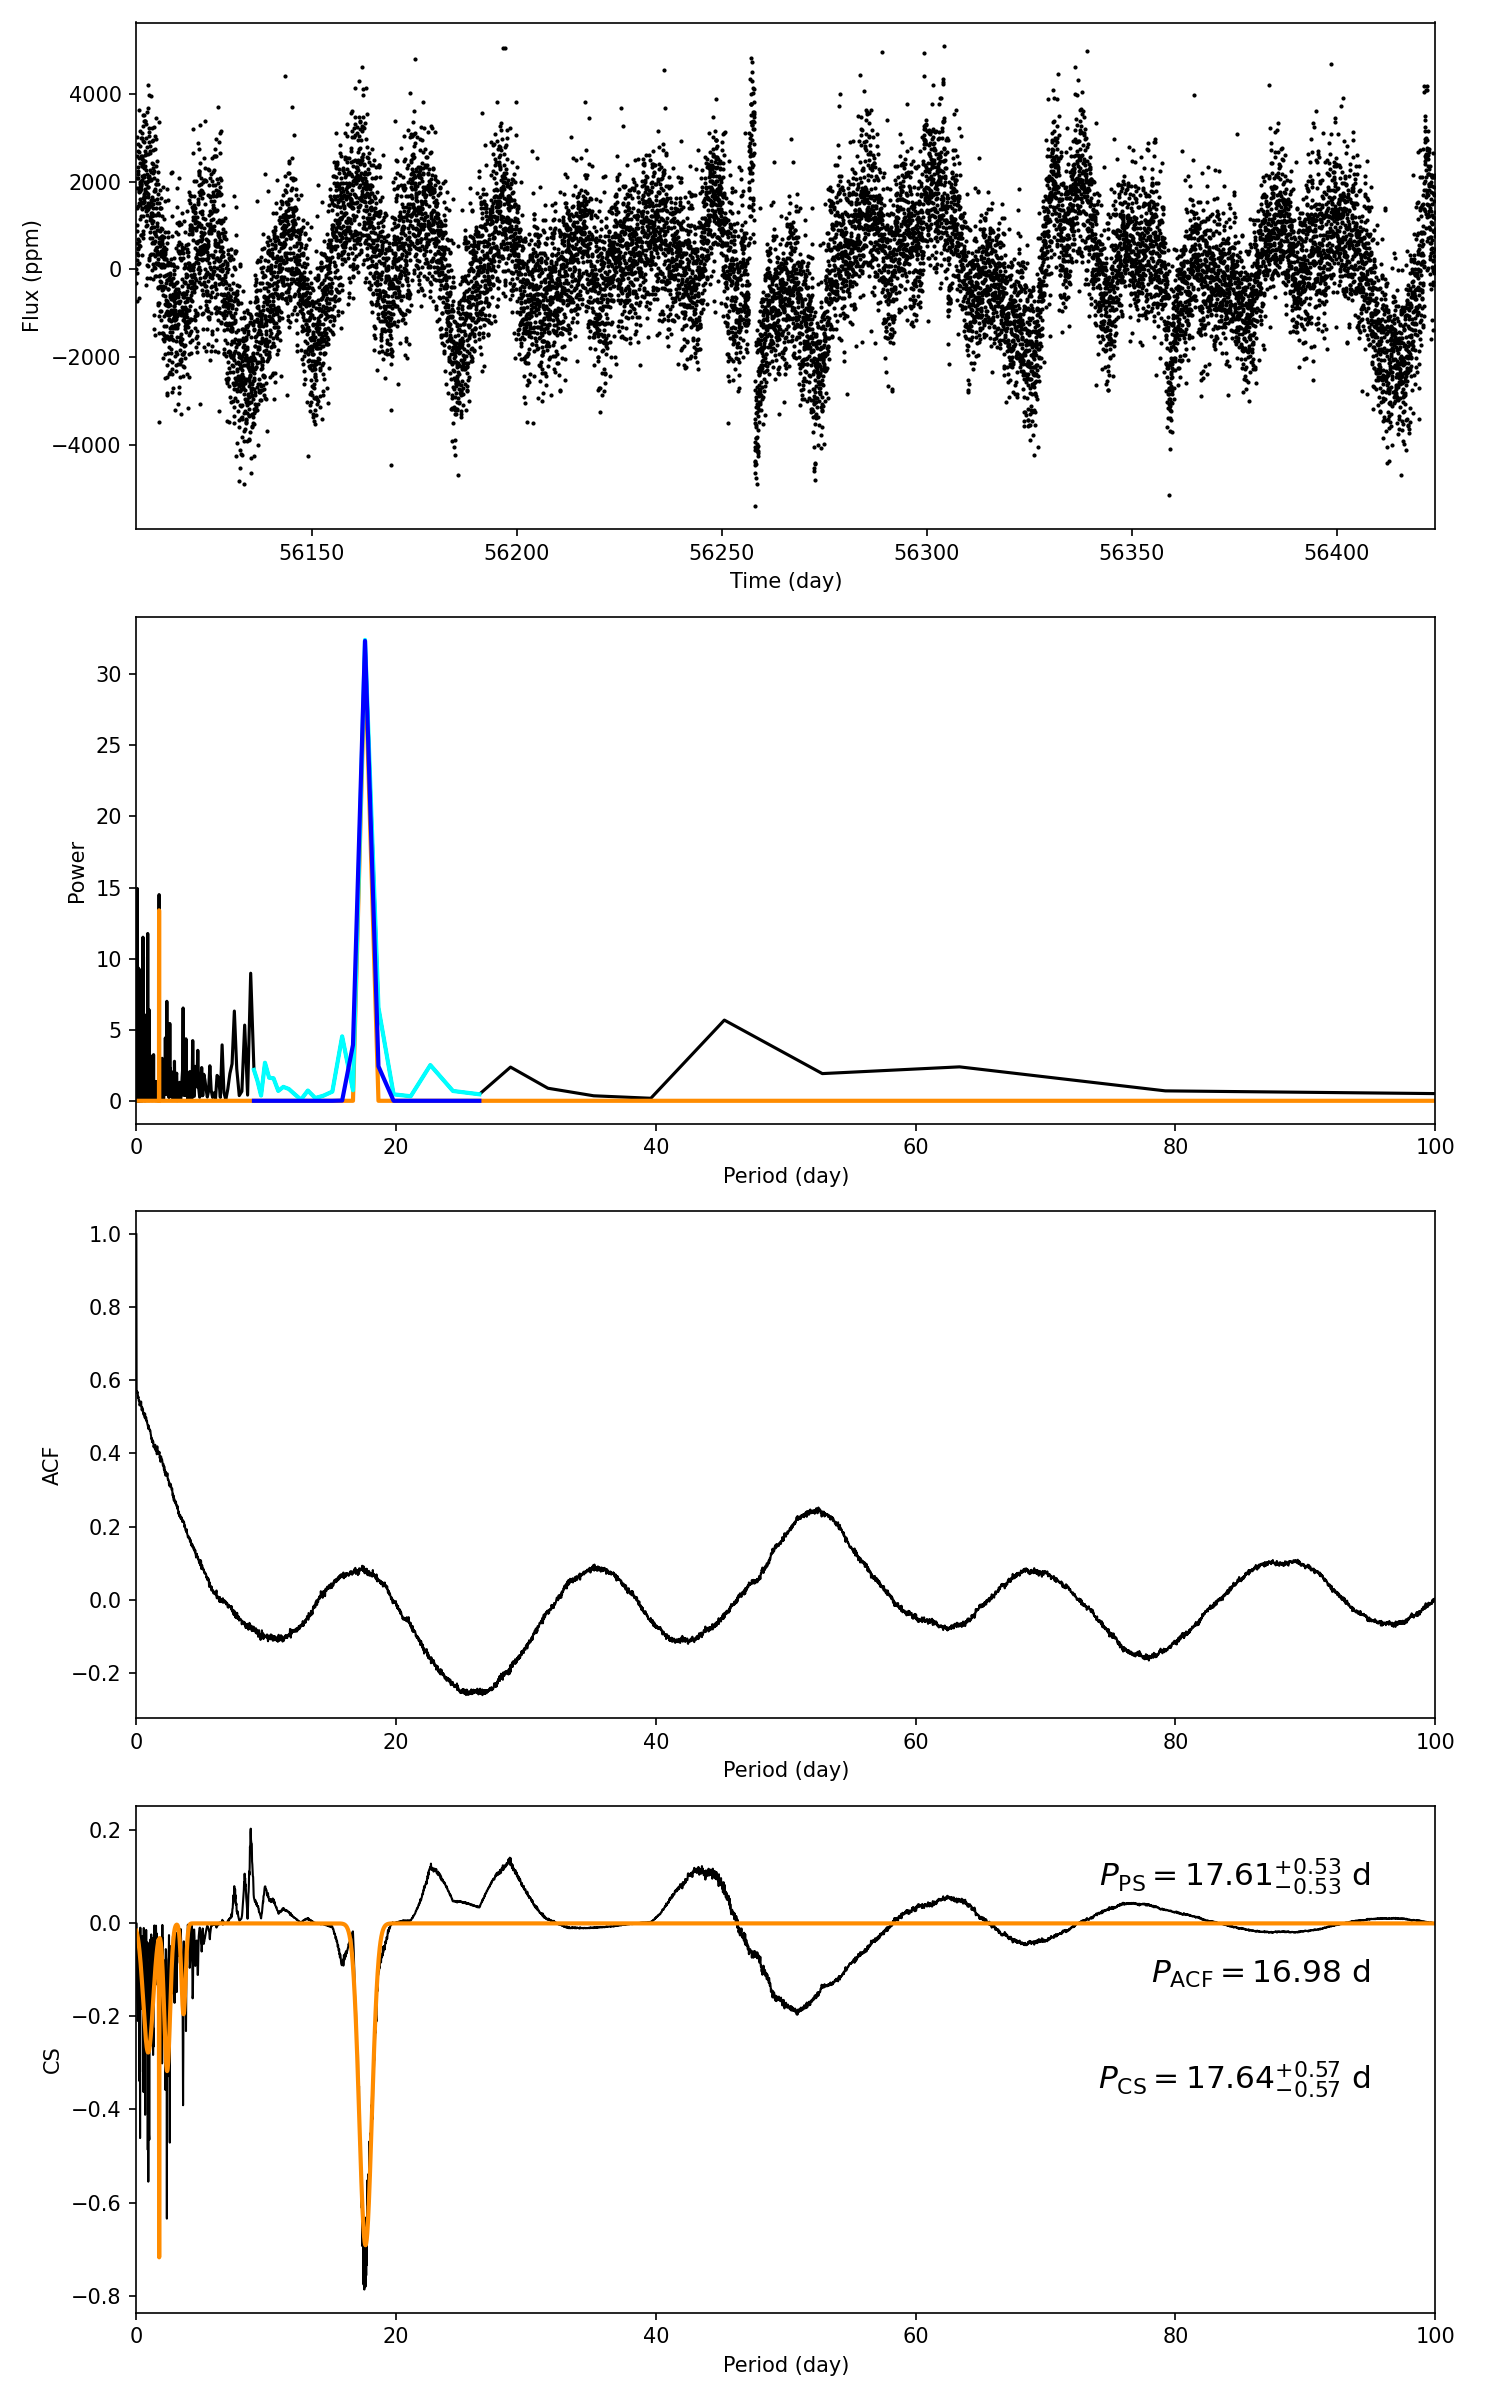 4000
2000
0
−2000
−4000
Flux (ppm)
56150 56200 56250 56300 56350 56400
Time (day)
30
25
20
15
10
5
0
Power
0 20 40 60 80 100
Period (day)
1.0
0.8
0.6
0.4
0.2
0.0
−0.2
ACF
0 20 40 60 80 100
Period (day)
0.2
0.0
−0.2
−0.4
−0.6
−0.8
CS
P_PS = 17.61^{+0.53}_{−0.53} d
P_ACF = 16.98 d
P_CS = 17.64^{+0.57}_{−0.57} d
0 20 40 60 80 100
Period (day)